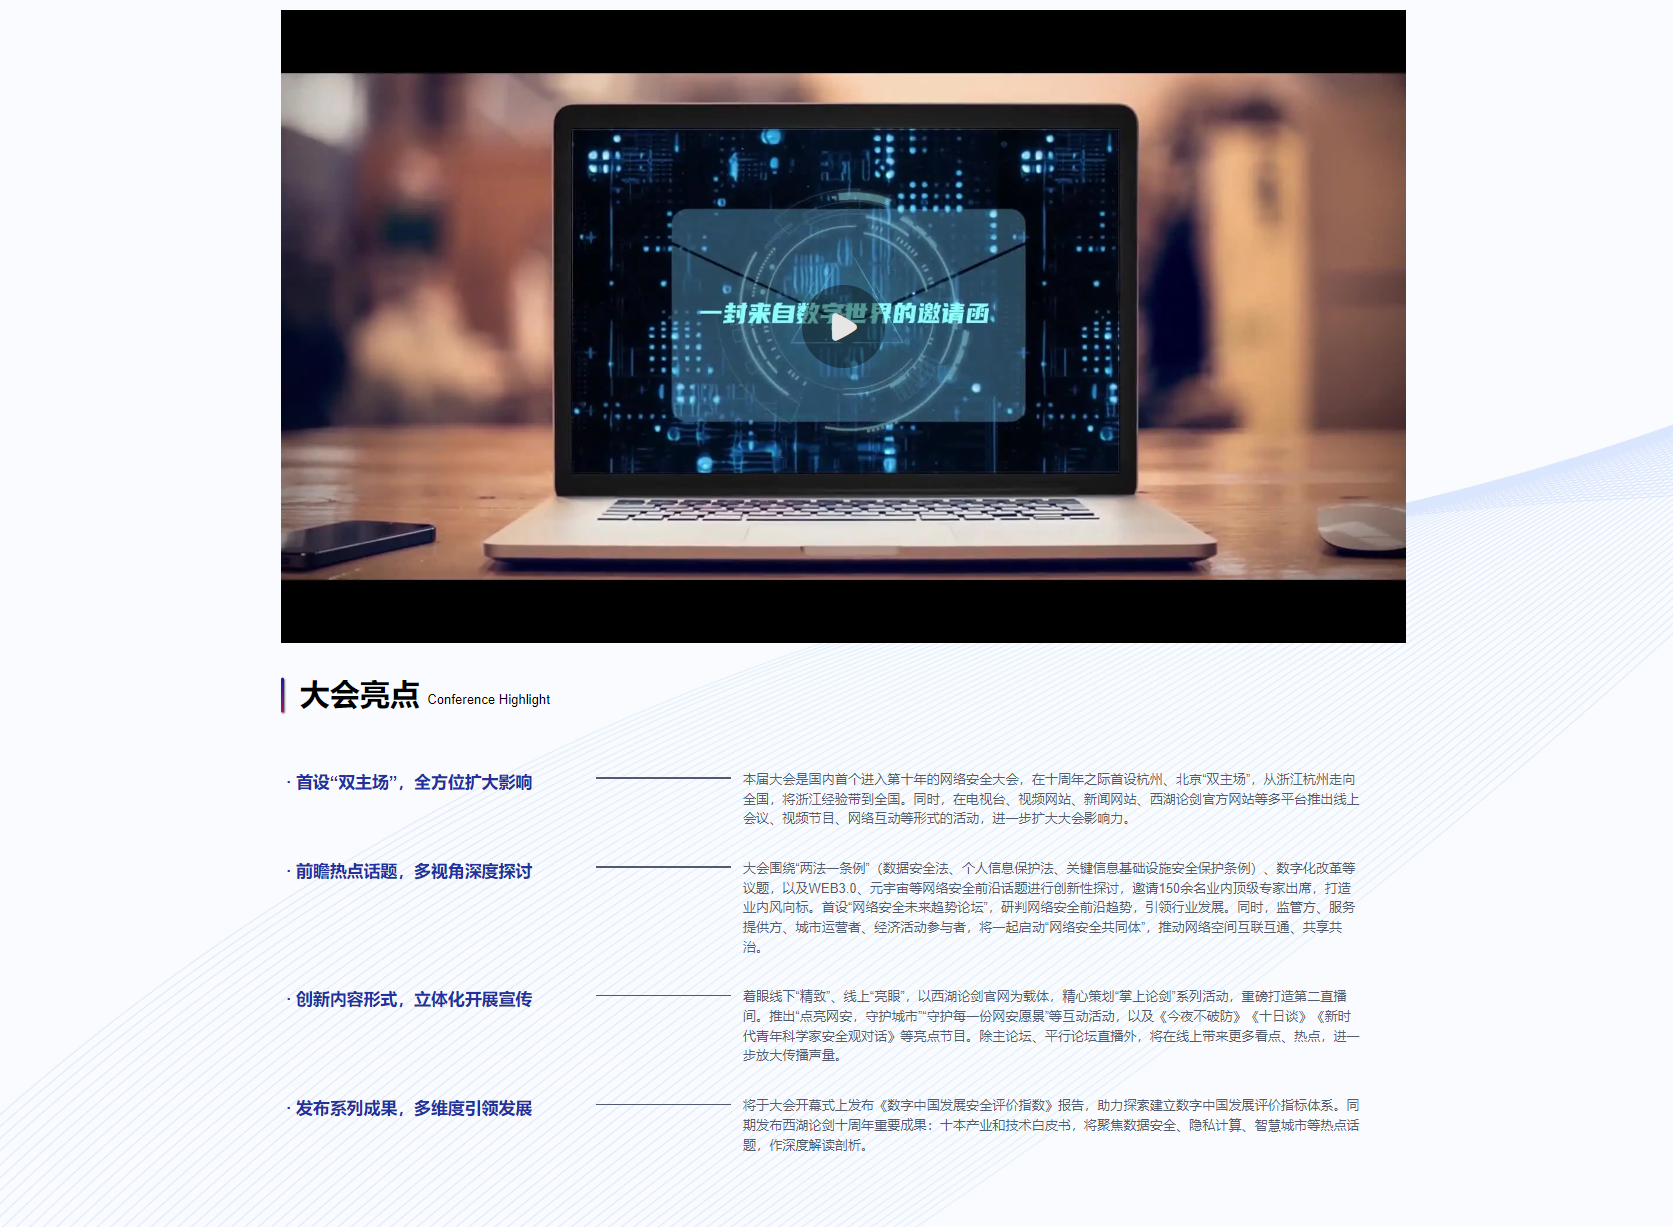 一封来自数字世界的邀请函
大会亮点 Conference Highlight
· 首设“双主场”，全方位扩大影响
本届大会是国内首个进入第十年的网络安全大会，在十周年之际首设杭州、北京“双主场”，从浙江杭州走向
全国，将浙江经验带到全国。同时，在电视台、视频网站、新闻网站、西湖论剑官方网站等多平台推出线上
会议、视频节目、网络互动等形式的活动，进一步扩大大会影响力。
· 前瞻热点话题，多视角深度探讨
大会围绕“两法一条例”（数据安全法、个人信息保护法、关键信息基础设施安全保护条例）、数字化改革等
议题，以及WEB3.0、元宇宙等网络安全前沿话题进行创新性探讨，邀请150余名业内顶级专家出席，打造
业内风向标。首设“网络安全未来趋势论坛”，研判网络安全前沿趋势，引领行业发展。同时，监管方、服务
提供方、城市运营者、经济活动参与者，将一起启动“网络安全共同体”，推动网络空间互联互通、共享共
治。
· 创新内容形式，立体化开展宣传
着眼线下“精致”、线上“亮眼”，以西湖论剑官网为载体，精心策划“掌上论剑”系列活动，重磅打造第二直播
间。推出“点亮网安，守护城市”“守护每一份网安愿景”等互动活动，以及《今夜不破防》《十日谈》《新时
代青年科学家安全观对话》等亮点节目。除主论坛、平行论坛直播外，将在线上带来更多看点、热点，进一
步放大传播声量。
· 发布系列成果，多维度引领发展
将于大会开幕式上发布《数字中国发展安全评价指数》报告，助力探索建立数字中国发展评价指标体系。同
期发布西湖论剑十周年重要成果：十本产业和技术白皮书，将聚焦数据安全、隐私计算、智慧城市等热点话
题，作深度解读剖析。